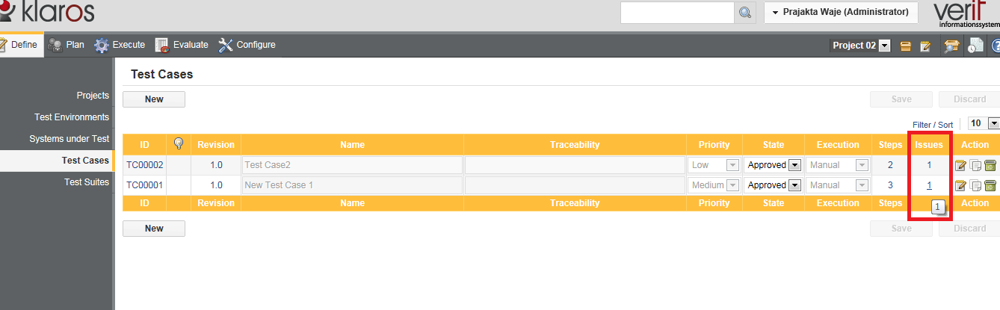 klaros
Prajakta Waje (Administrator)
verif
informationssystem
Define Plan Execute Evaluate Configure
Project 02
Test Cases
Projects
Test Environments
Systems under Test
Test Cases
Test Suites
New Save Discard
Filter / Sort 10
ID Revision Name Traceability Priority State Execution Steps Issues Action
TC00002 1.0 Test Case2 Low Approved Manual 2 1
TC00001 1.0 New Test Case 1 Medium Approved Manual 3 1
ID Revision Name Traceability Priority State Execution Steps Action
1
New Save Discard